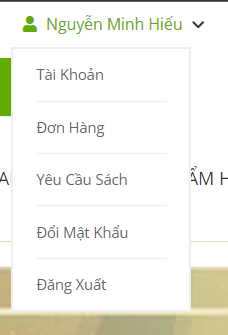 Nguyễn Minh Hiếu
Tài Khoản
Đơn Hàng
Yêu Cầu Sách
Đổi Mật Khẩu
Đăng Xuất